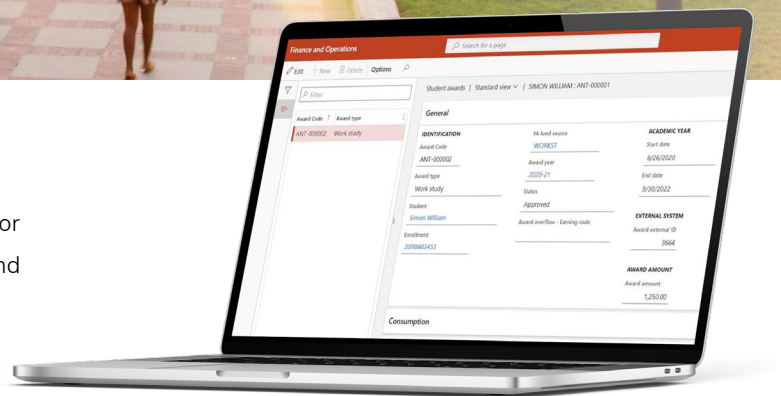 or
nd
Finance and Operations
Search for a page
Edit + New Delete Options
Filter
Award Code ↑ Award type
ANT-000002 Work study
Student awards | Standard view | SIMON WILLIAM : ANT-000001
General
IDENTIFICATION
Award Code
ANT-000002
Award type
Work study
Student
Simon William
Enrollment
2008WI2453
FA fund source
WORKST
Award year
2020-21
Status
Approved
Award overflow - Earning code
ACADEMIC YEAR
Start date
8/26/2020
End date
9/30/2022
EXTERNAL SYSTEM
Award external ID
3664
AWARD AMOUNT
Award amount
1,250.00
Consumption